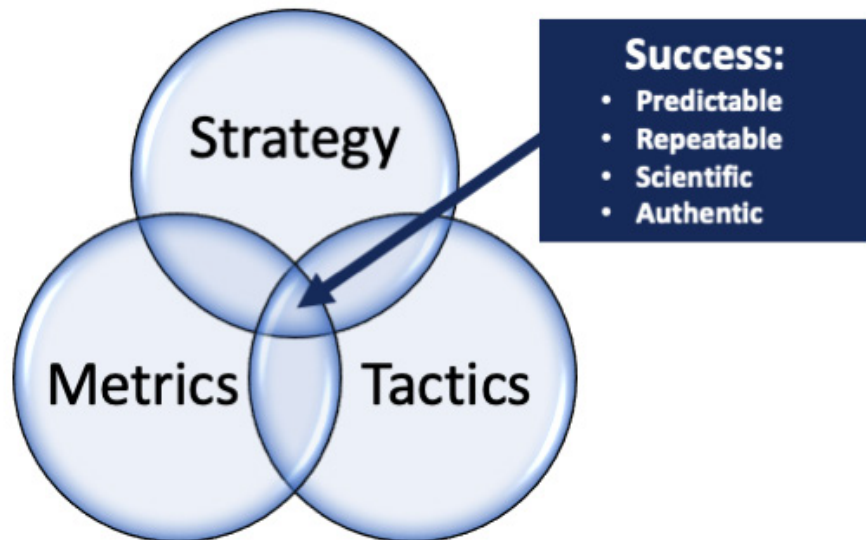 Strategy
Metrics
Tactics
Success:
• Predictable
• Repeatable
• Scientific
• Authentic